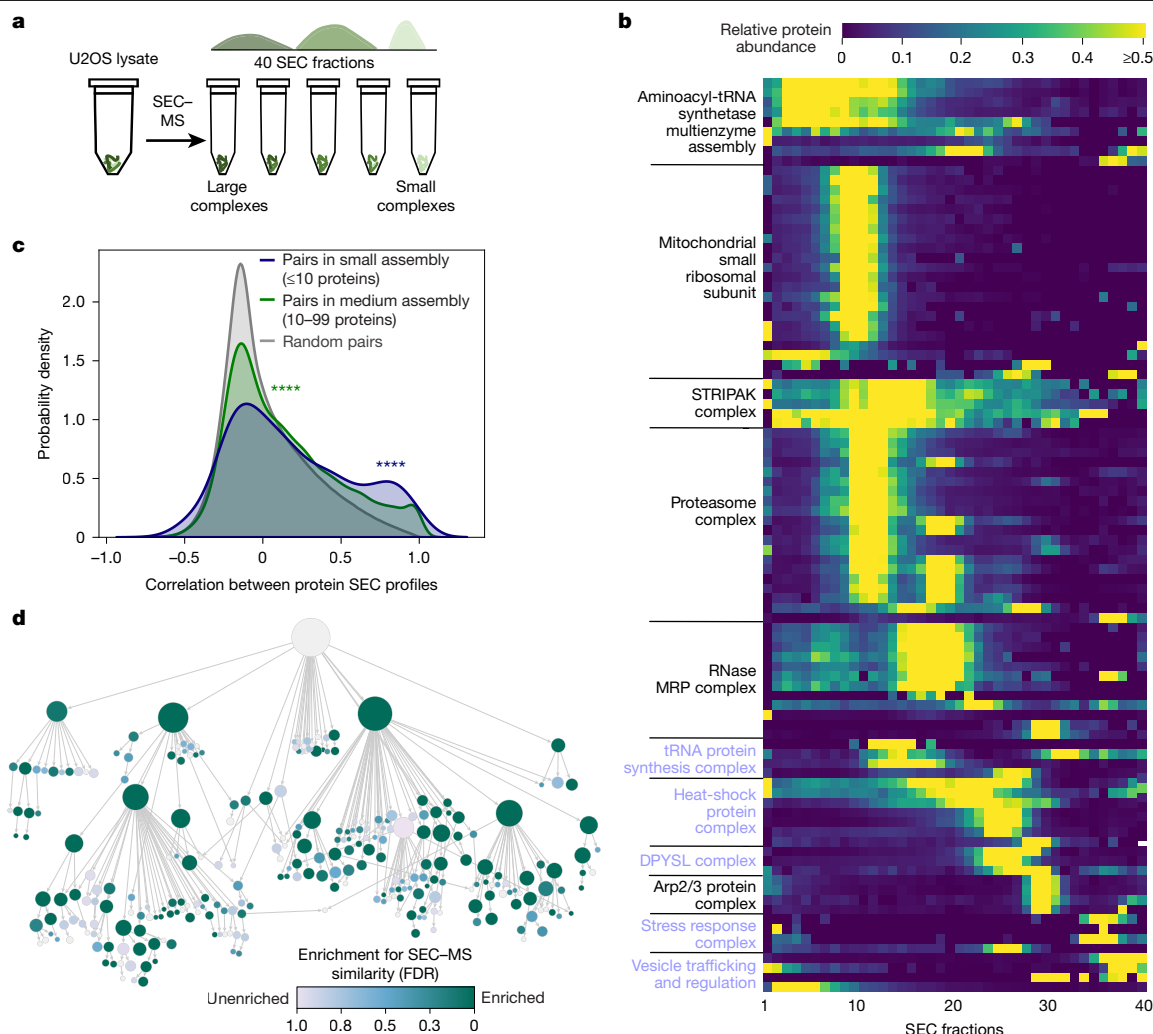 a
U2OS lysate
SEC–
MS
40 SEC fractions
Large
complexes
Small
complexes
b
Relative protein
abundance
0
0.1
0.2
0.3
0.4
≥0.5
Aminoacyl-tRNA
synthetase
multienzyme
assembly
Mitochondrial
small
ribosomal
subunit
STRIPAK
complex
Proteasome
complex
RNase
MRP complex
tRNA protein
synthesis complex
Heat-shock
protein
complex
DPYSL complex
Arp2/3 protein
complex
Stress response
complex
Vesicle trafficking
and regulation
1
10
20
30
40
SEC fractions
c
Probability density
2.0
1.5
1.0
0.5
0
Pairs in small assembly
(≤10 proteins)
Pairs in medium assembly
(10–99 proteins)
Random pairs
****
****
–1.0
–0.5
0
0.5
1.0
Correlation between protein SEC profiles
d
Enrichment for SEC–MS
similarity (FDR)
Unenriched
Enriched
1.0
0.8
0.5
0.3
0